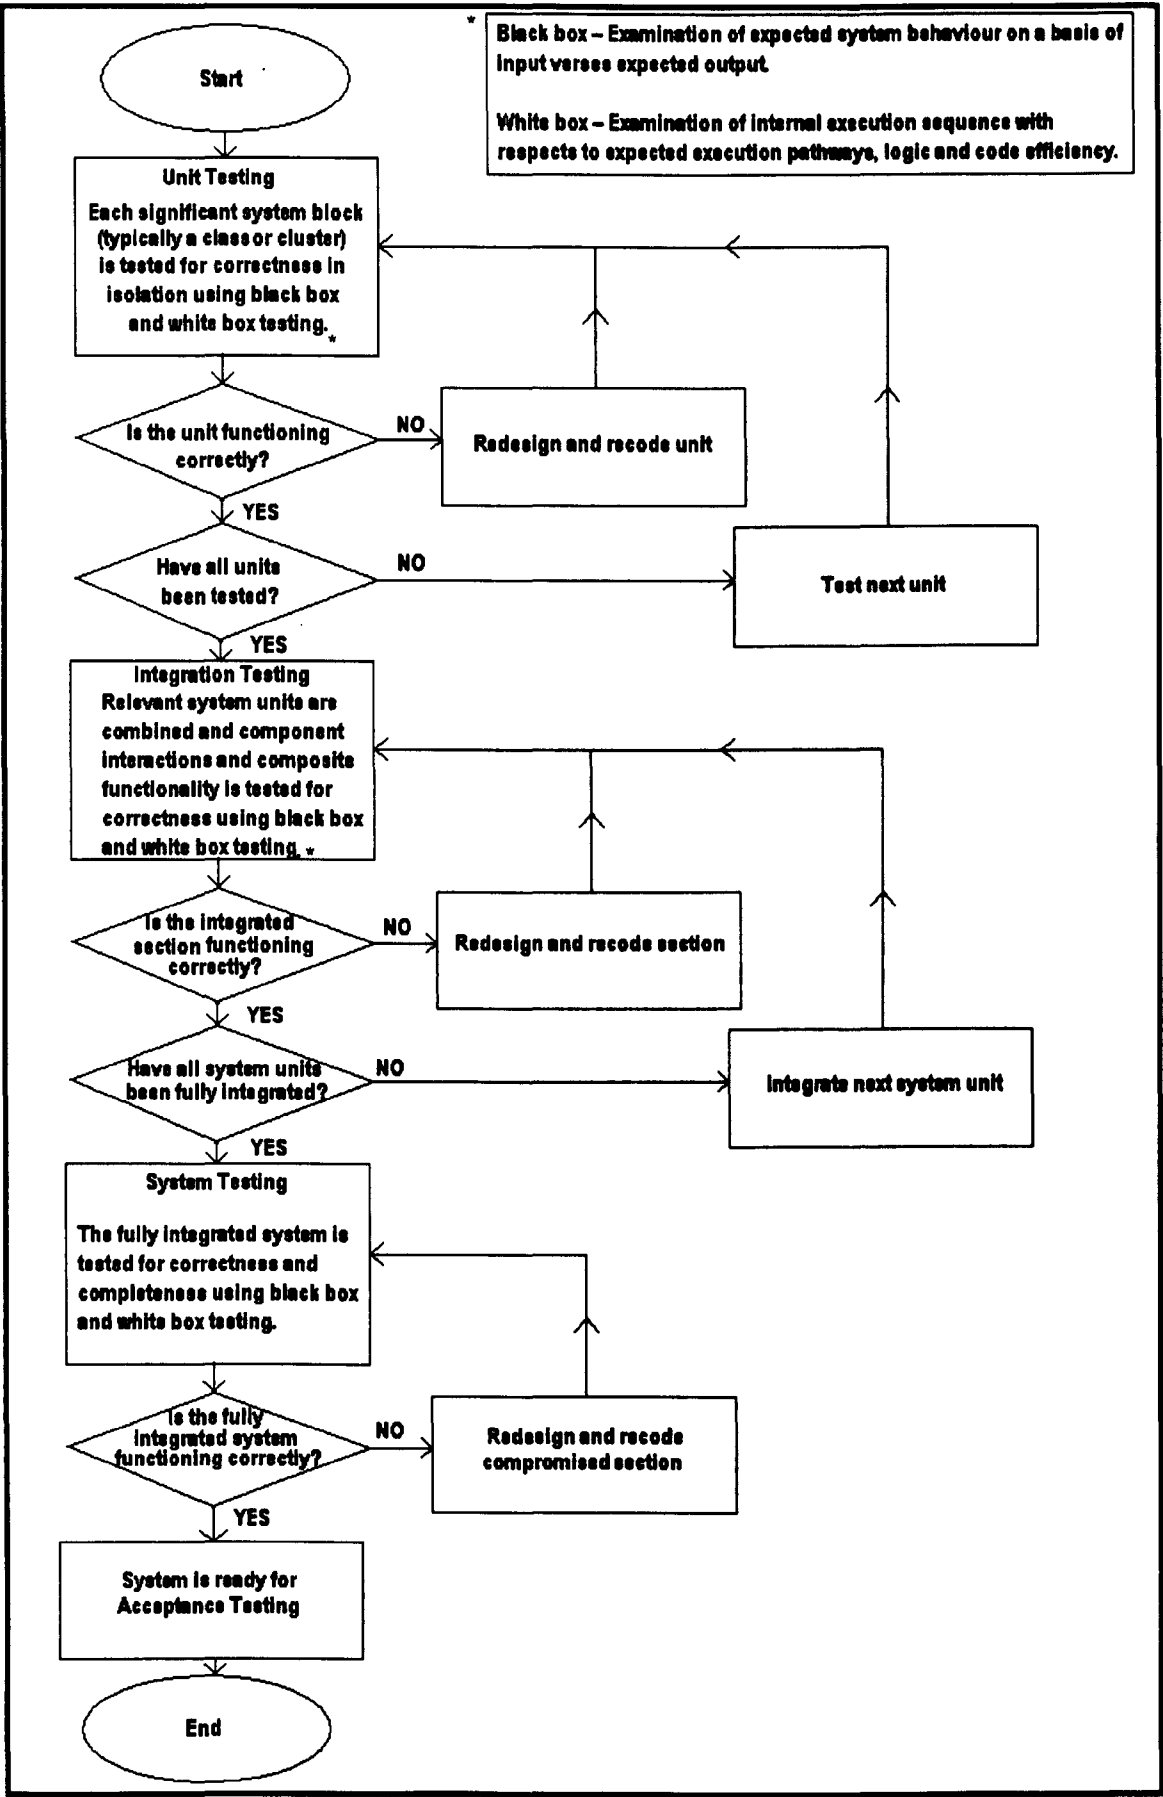 *
Black box – Examination of expected system behaviour on a basis of
input verses expected output.
White box – Examination of internal execution sequence with
respects to expected execution pathways, logic and code efficiency.
Start
Unit Testing
Each significant system block
(typically a class or cluster)
is tested for correctness in
isolation using black box
and white box testing.
*
Is the unit functioning
correctly?
NO
Redesign and recode unit
YES
Have all units
been tested?
NO
Test next unit
YES
Integration Testing
Relevant system units are
combined and component
interactions and composite
functionality is tested for
correctness using black box
and white box testing. *
Is the integrated
section functioning
correctly?
NO
Redesign and recode section
YES
Have all system units
been fully integrated?
NO
Integrate next system unit
YES
System Testing
The fully integrated system is
tested for correctness and
completeness using black box
and white box testing.
Is the fully
integrated system
functioning correctly?
NO
Redesign and recode
compromised section
YES
System is ready for
Acceptance Testing
End